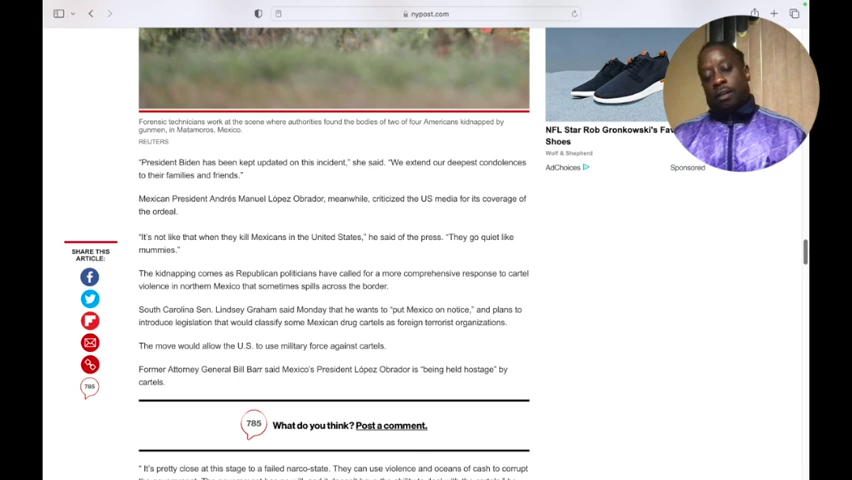 nypost.com
Forensic technicians work at the scene where authorities found the bodies of two of four Americans kidnapped by
gunmen, in Matamoros, Mexico.
REUTERS
“President Biden has been kept updated on this incident,” she said. “We extend our deepest condolences
to their families and friends.”
Mexican President Andrés Manuel López Obrador, meanwhile, criticized the US media for its coverage of
the ordeal.
“It’s not like that when they kill Mexicans in the United States,” he said of the press. “They go quiet like
mummies.”
The kidnapping comes as Republican politicians have called for a more comprehensive response to cartel
violence in northern Mexico that sometimes spills across the border.
South Carolina Sen. Lindsey Graham said Monday that he wants to “put Mexico on notice,” and plans to
introduce legislation that would classify some Mexican drug cartels as foreign terrorist organizations.
The move would allow the U.S. to use military force against cartels.
Former Attorney General Bill Barr said Mexico’s President López Obrador is “being held hostage” by
cartels.
785 What do you think? Post a comment.
“ It’s pretty close at this stage to a failed narco-state. They can use violence and oceans of cash to corrupt
SHARE THIS
ARTICLE:
785
NFL Star Rob Gronkowski's
Shoes
Wolf & Shepherd
AdChoices
Sponsored